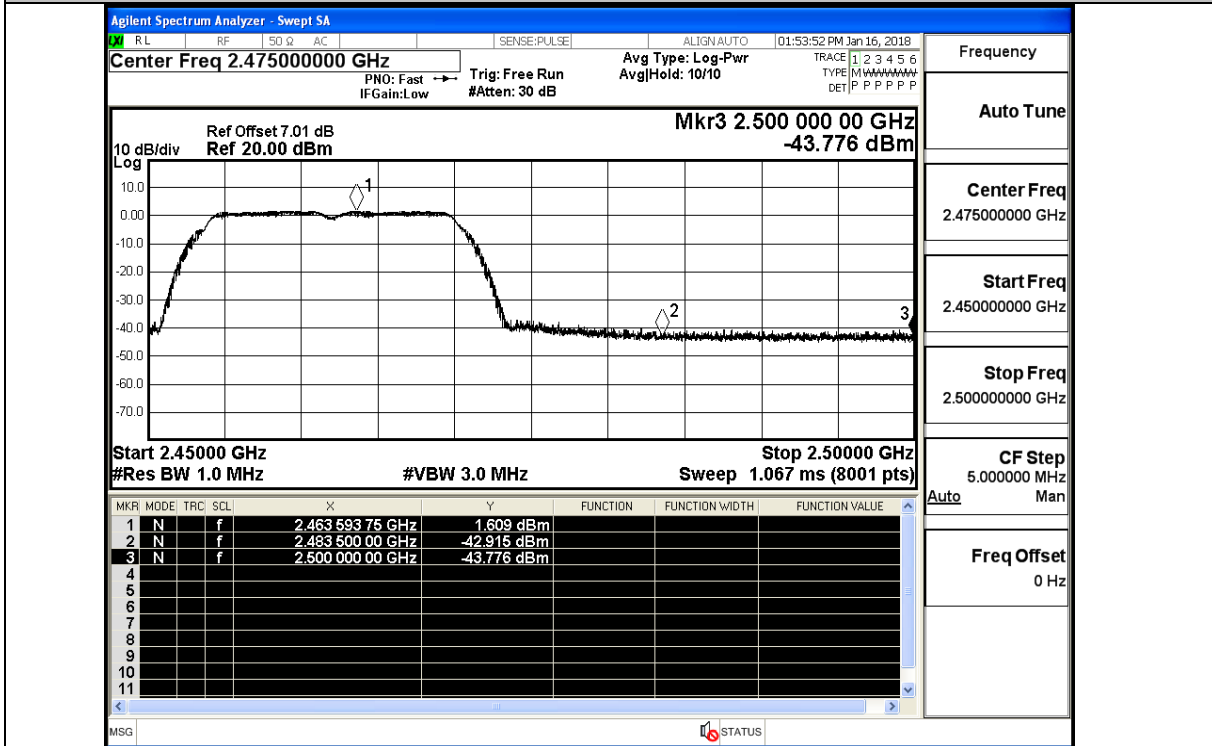 Agilent Spectrum Analyzer - Swept SA
LXI RL RF 50 Ω AC SENSE:PULSE ALIGNAUTO 01:53:52 PM Jan 16, 2018
Center Freq 2.475000000 GHz
PNO: Fast
IFGain:Low
Trig: Free Run
#Atten: 30 dB
Avg Type: Log-Pwr
Avg|Hold: 10/10
TRACE 1 2 3 4 5 6
TYPE M W W W W W
DET P P P P P P
Ref Offset 7.01 dB
10 dB/div Ref 20.00 dBm
Log
Mkr3 2.500 000 00 GHz
-43.776 dBm
10.0
0.00
-10.0
-20.0
-30.0
-40.0
-50.0
-60.0
-70.0
1
2
3
Start 2.45000 GHz Stop 2.50000 GHz
#Res BW 1.0 MHz #VBW 3.0 MHz Sweep 1.067 ms (8001 pts)
MKR MODE TRC SCL X Y FUNCTION FUNCTION WIDTH FUNCTION VALUE
1 N f 2.463 593 75 GHz 1.609 dBm
2 N f 2.483 500 00 GHz -42.915 dBm
3 N f 2.500 000 00 GHz -43.776 dBm
4
5
6
7
8
9
10
11
MSG STATUS
Frequency
Auto Tune
Center Freq
2.475000000 GHz
Start Freq
2.450000000 GHz
Stop Freq
2.500000000 GHz
CF Step
5.000000 MHz
Auto Man
Freq Offset
0 Hz